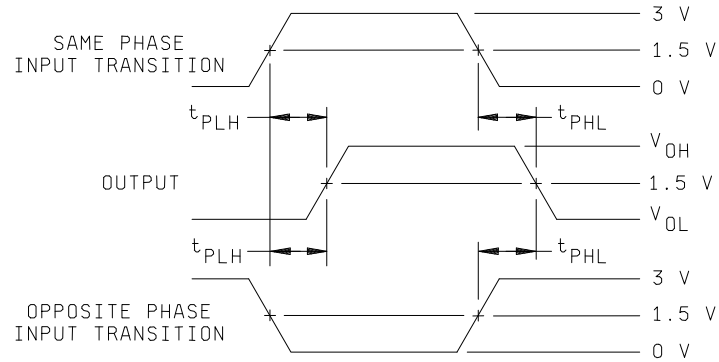 3 V
SAME PHASE
INPUT TRANSITION
1.5 V
0 V
tPLH
tPHL
VOH
OUTPUT
1.5 V
VOL
tPLH
tPHL
3 V
OPPOSITE PHASE
INPUT TRANSITION
1.5 V
0 V